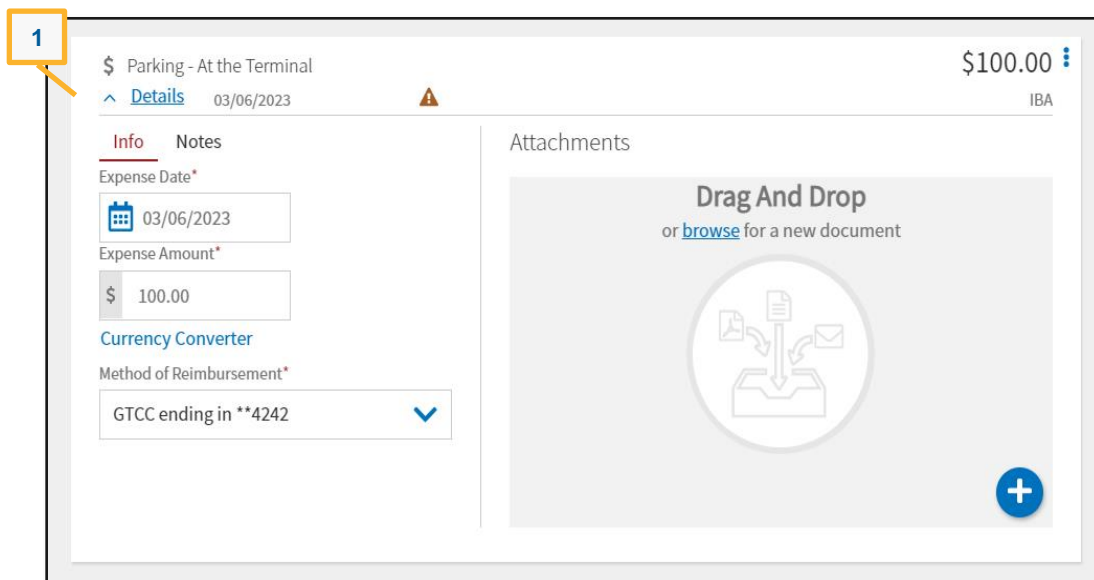 1
$ Parking - At the Terminal
$100.00
Details 03/06/2023
IBA
Info Notes
Expense Date*
03/06/2023
Expense Amount*
$ 100.00
Currency Converter
Method of Reimbursement*
GTCC ending in **4242
Attachments
Drag And Drop
or browse for a new document